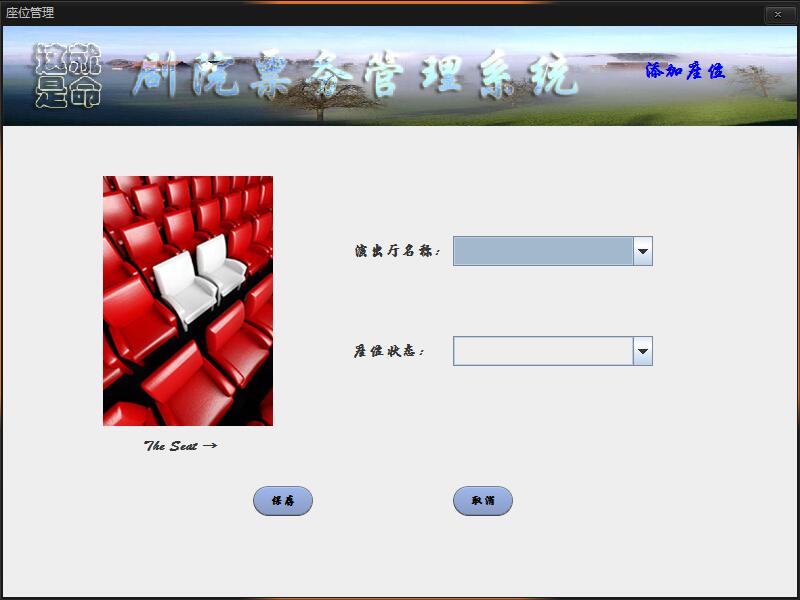 座位管理
这就
是命
剧院票务管理系统
添加座位
演出厅名称：
座位状态：
The Seat →
保存
取消